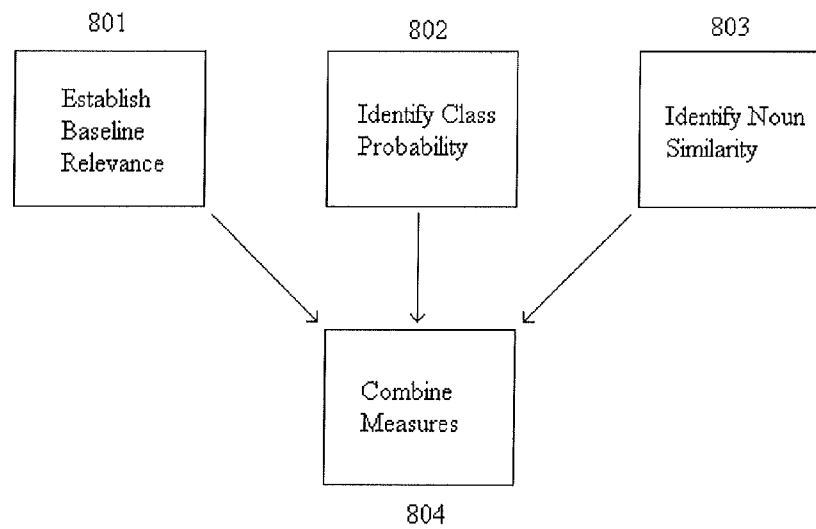 801
802
803
Establish
Baseline
Relevance
Identify Class
Probability
Identify Noun
Similarity
Combine
Measures
804